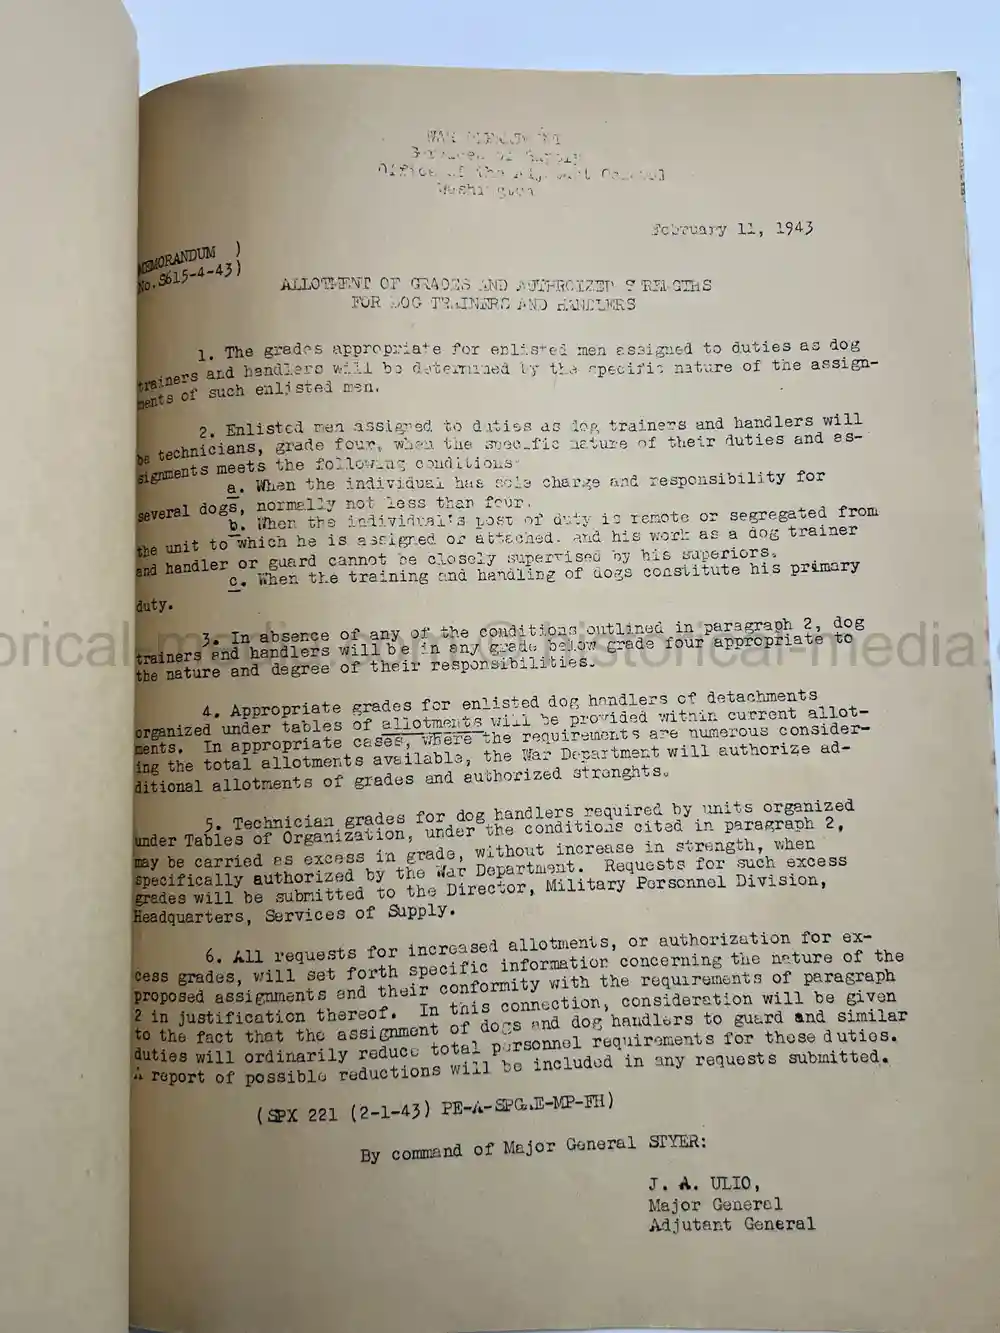 WAR DEPARTMENT
Services of Supply
Office of the Adjutant General
Washington
February 11, 1943
MEMORANDUM )
No. S615-4-43)
ALLOTMENT OF GRADES AND AUTHROIZED STRENGTHS
FOR DOG TRAINERS AND HANDLERS
1. The grades appropriate for enlisted men assigned to duties as dog
trainers and handlers will be determined by the specific nature of the assign-
ments of such enlisted men.
2. Enlisted men assigned to duties as dog trainers and handlers will
be technicians, grade four, when the specific nature of their duties and as-
signments meets the following conditions:
a. When the individual has sole charge and responsibility for
several dogs, normally not less than four.
b. When the individual's post of duty is remote or segregated from
the unit to which he is assigned or attached. and his work as a dog trainer
and handler or guard cannot be closely supervised by his superiors.
c. When the training and handling of dogs constitute his primary
duty.
3. In absence of any of the conditions outlined in paragraph 2, dog
trainers and handlers will be in any grade below grade four appropriate to
the nature and degree of their responsibilities.
4. Appropriate grades for enlisted dog handlers of detachments
organized under tables of allotments will be provided within current allot-
ments. In appropriate cases, where the requirements are numerous consider-
ing the total allotments available, the War Department will authorize ad-
ditional allotments of grades and authorized strenghts.
5. Technician grades for dog handlers required by units organized
under Tables of Organization, under the conditions cited in paragraph 2,
may be carried as excess in grade, without increase in strength, when
specifically authorized by the War Department. Requests for such excess
grades will be submitted to the Director, Military Personnel Division,
Headquarters, Services of Supply.
6. All requests for increased allotments, or authorization for ex-
cess grades, will set forth specific information concerning the nature of the
proposed assignments and their conformity with the requirements of paragraph
2 in justification thereof. In this connection, consideration will be given
to the fact that the assignment of dogs and dog handlers to guard and similar
duties will ordinarily reduce total personnel requirements for those duties.
A report of possible reductions will be included in any requests submitted.
(SPX 221 (2-1-43) PE-A-SPGAE-MP-FH)
By command of Major General STYER:
J. A. ULIO,
Major General
Adjutant General